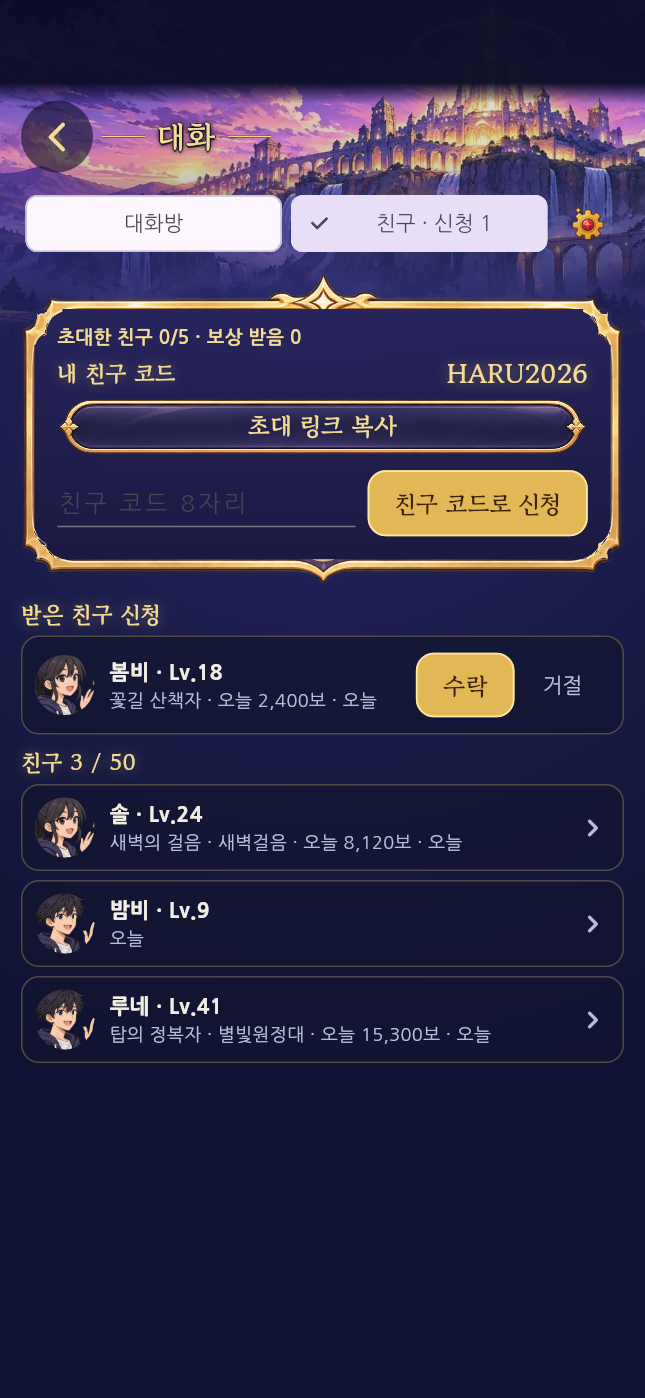 대화
대화방
친구 · 신청 1
초대한 친구 0/5 · 보상 받음 0
내 친구 코드 HARU2026
초대 링크 복사
친구 코드 8자리
친구 코드로 신청
받은 친구 신청
봄비 · Lv.18
꽃길 산책자 · 오늘 2,400보 · 오늘
수락
거절
친구 3 / 50
솔 · Lv.24
새벽의 걸음 · 새벽걸음 · 오늘 8,120보 · 오늘
밤비 · Lv.9
오늘
루네 · Lv.41
탑의 정복자 · 별빛원정대 · 오늘 15,300보 · 오늘